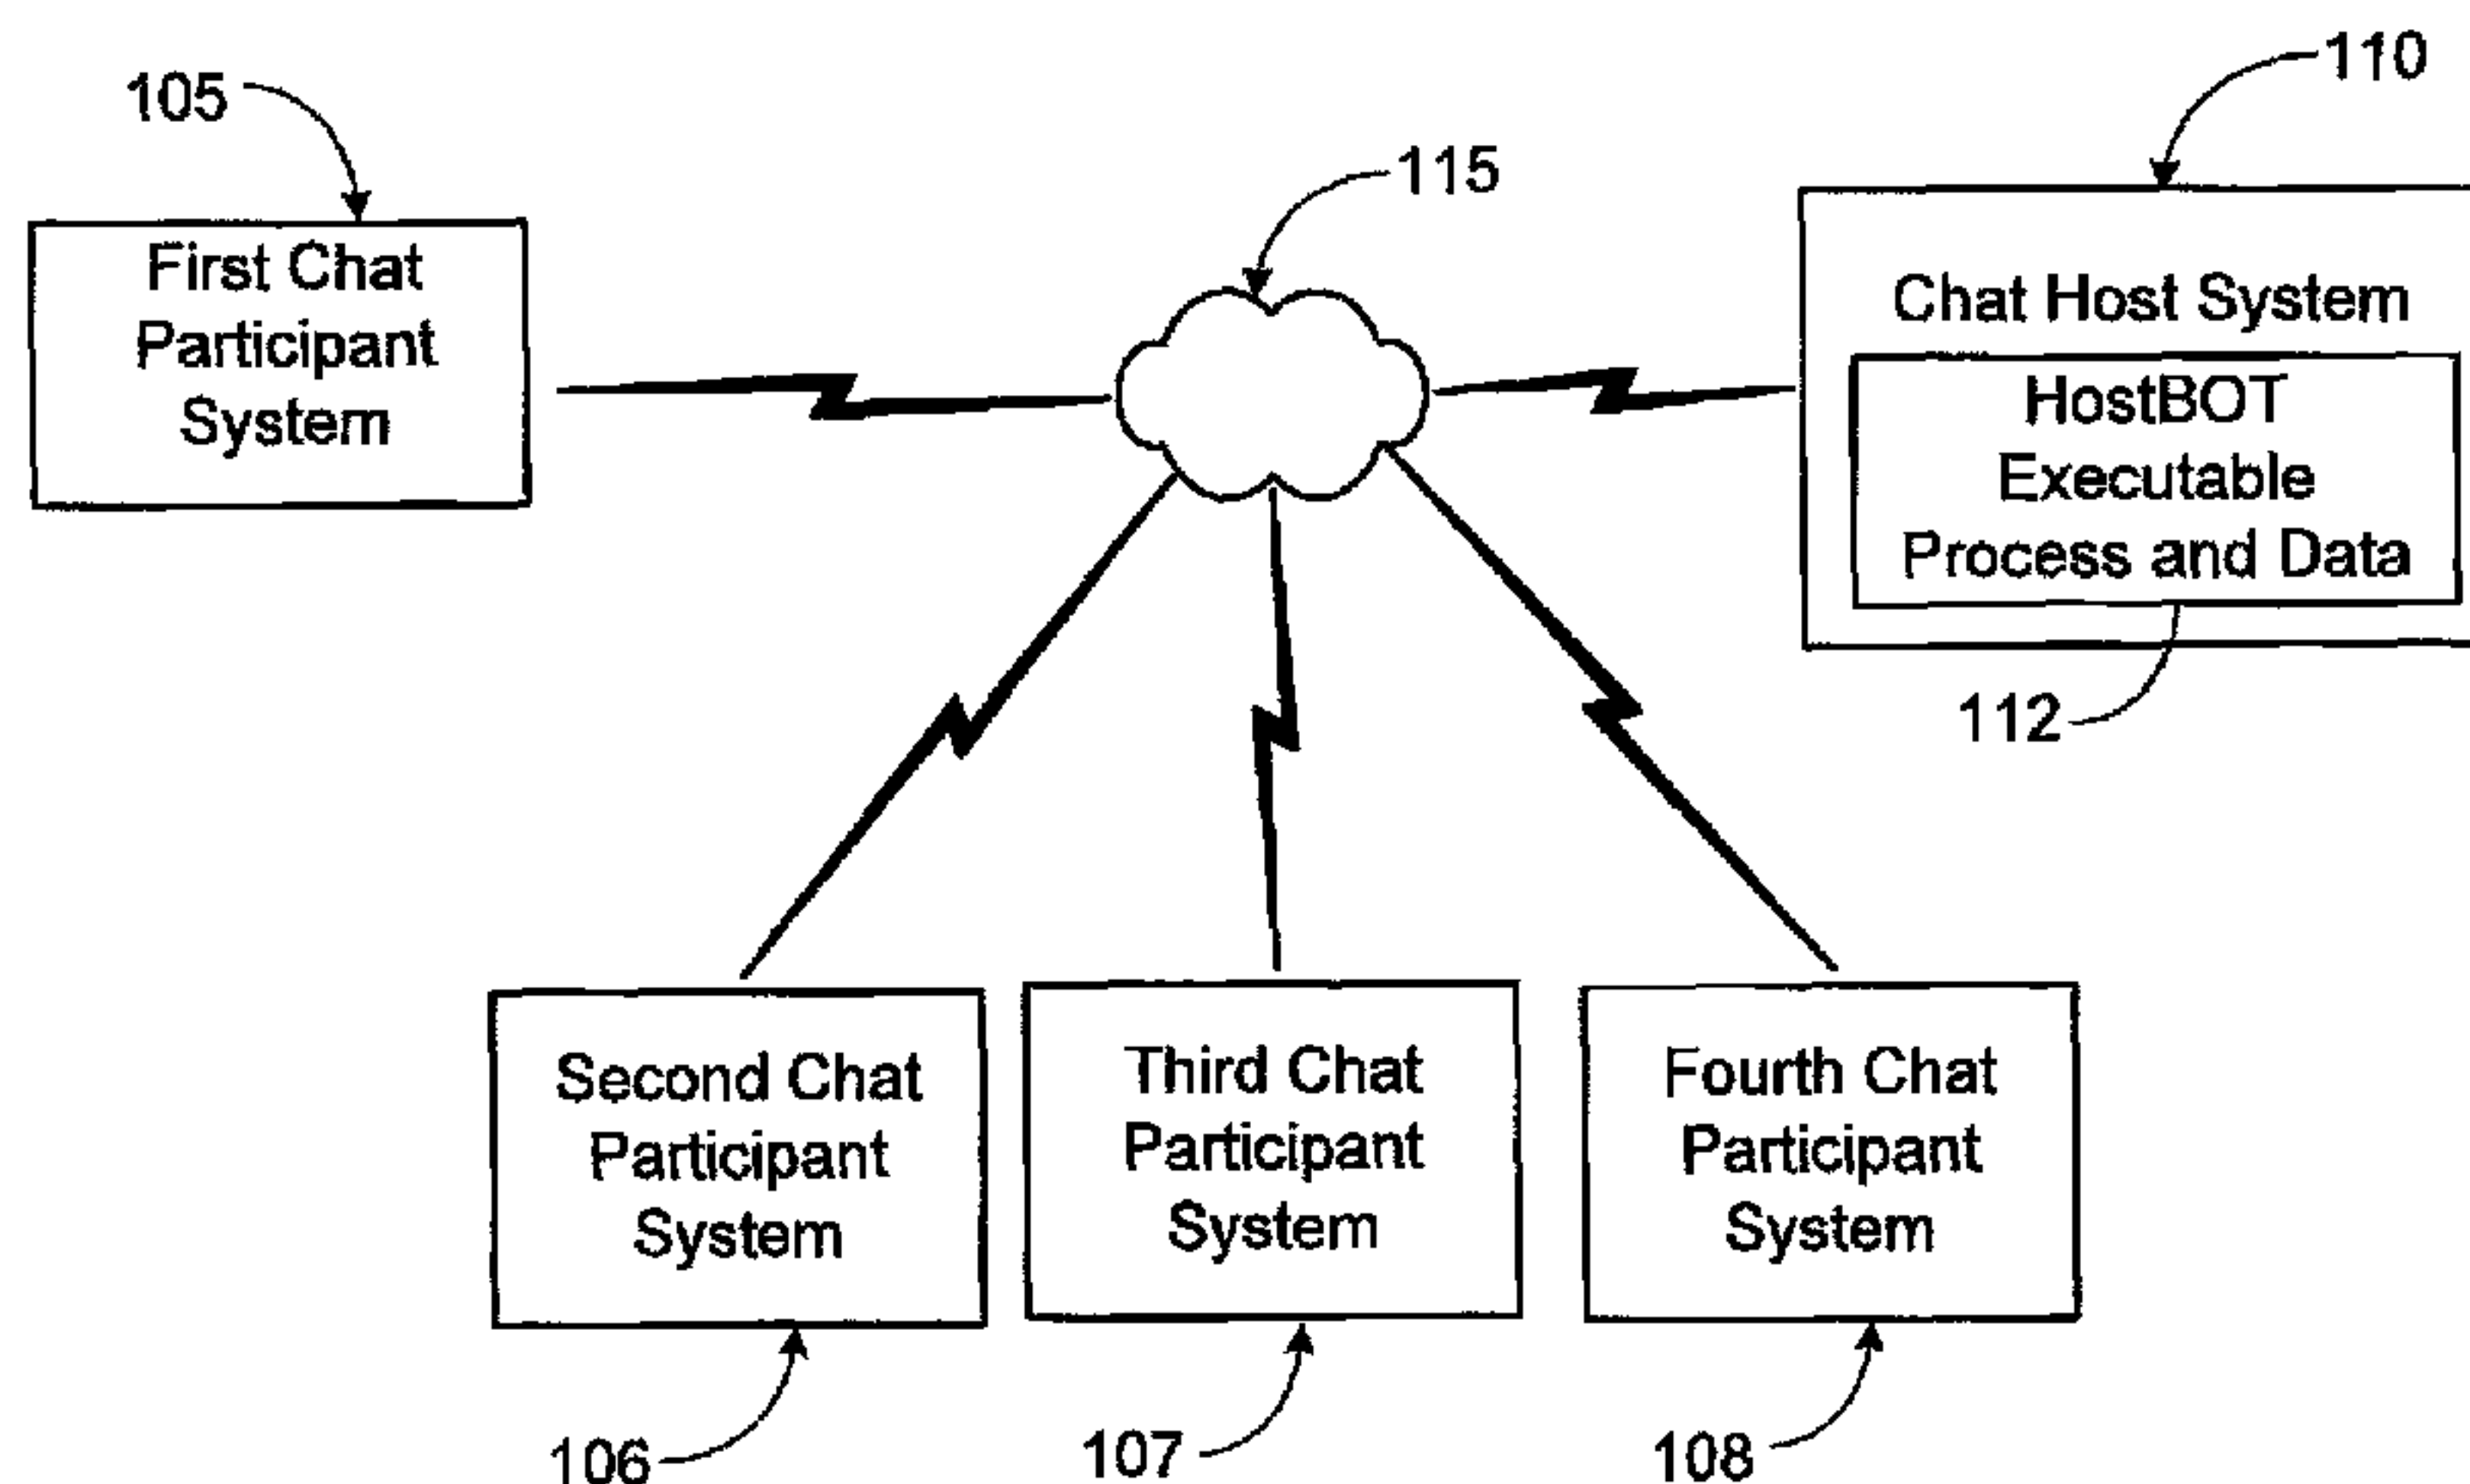 110
105
115
First Chat
Participant
System
Chat Host System
HostBOT
Executable
Process and Data
112
Second Chat
Participant
System
Third Chat
Participant
System
Fourth Chat
Participant
System
106
107
108